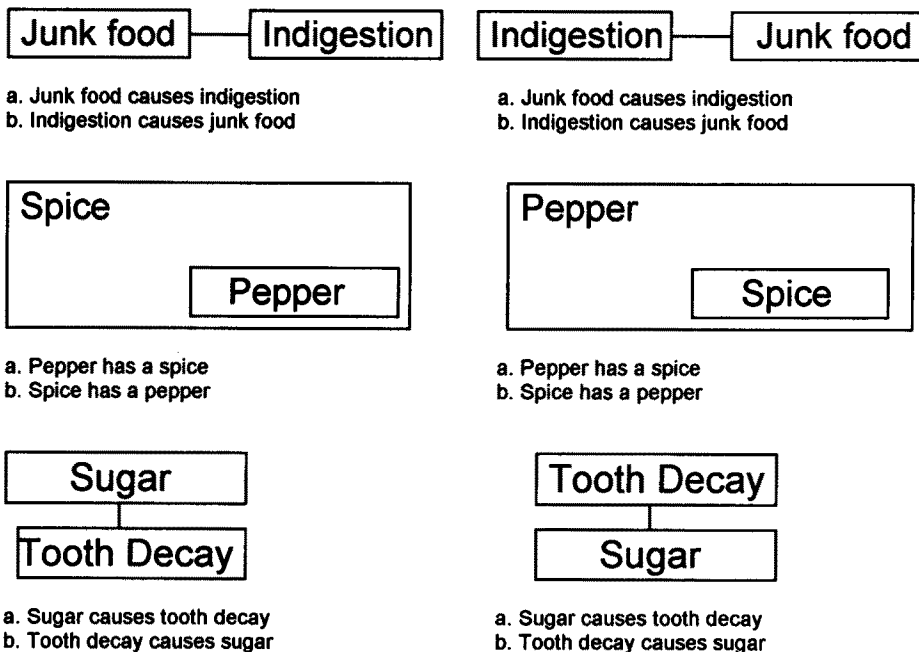 Junk food Indigestion
Indigestion Junk food
a. Junk food causes indigestion
b. Indigestion causes junk food
a. Junk food causes indigestion
b. Indigestion causes junk food
Spice
Pepper
Pepper
Spice
a. Pepper has a spice
b. Spice has a pepper
a. Pepper has a spice
b. Spice has a pepper
Sugar
Tooth Decay
Tooth Decay
Sugar
a. Sugar causes tooth decay
b. Tooth decay causes sugar
a. Sugar causes tooth decay
b. Tooth decay causes sugar